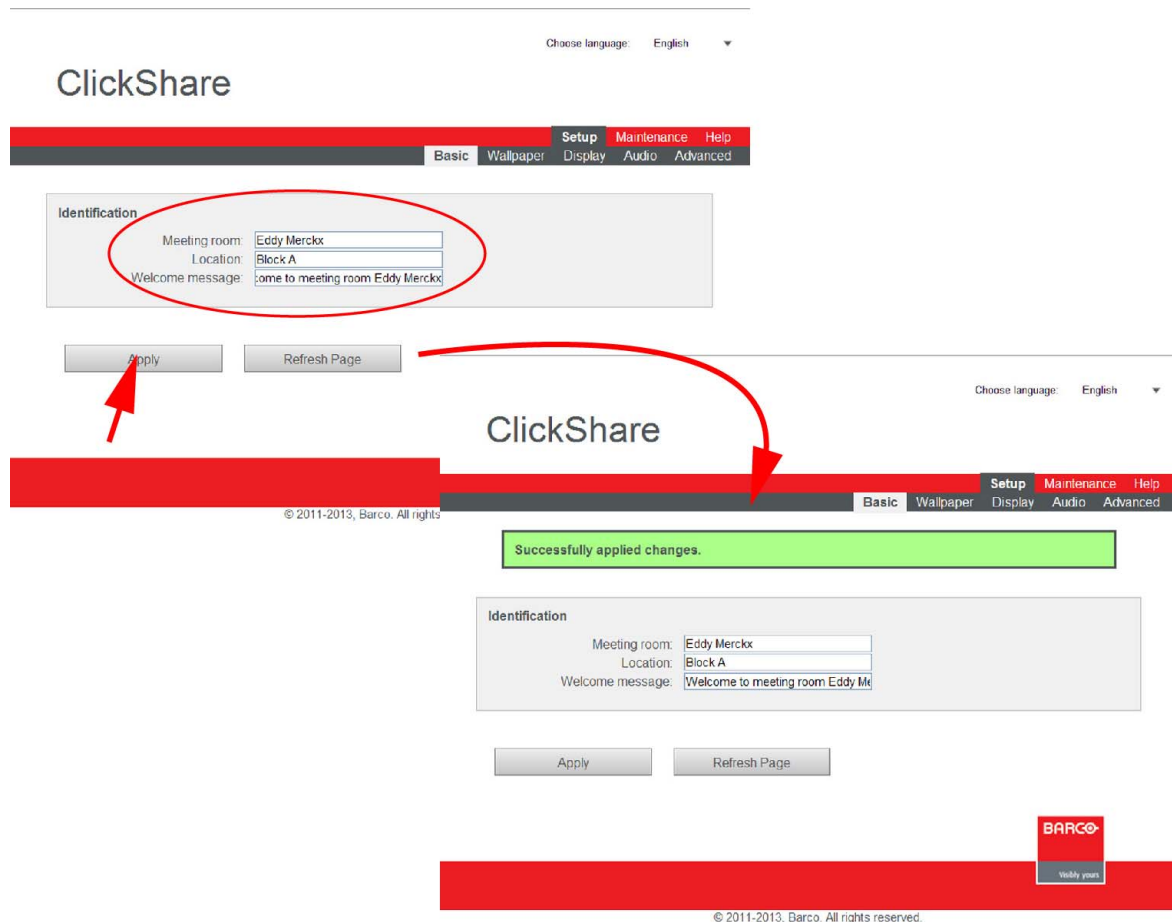 Choose language: English
ClickShare
Setup Maintenance Help
Basic Wallpaper Display Audio Advanced
Identification
Meeting room: Eddy Merckx
Location: Block A
Welcome message: come to meeting room Eddy Merckx
Apply Refresh Page
© 2011-2013, Barco. All rights
Choose language: English
ClickShare
Setup Maintenance Help
Basic Wallpaper Display Audio Advanced
Successfully applied changes.
Identification
Meeting room: Eddy Merckx
Location: Block A
Welcome message: Welcome to meeting room Eddy Me
Apply Refresh Page
BARCO
Visibly yours
© 2011-2013, Barco. All rights reserved.